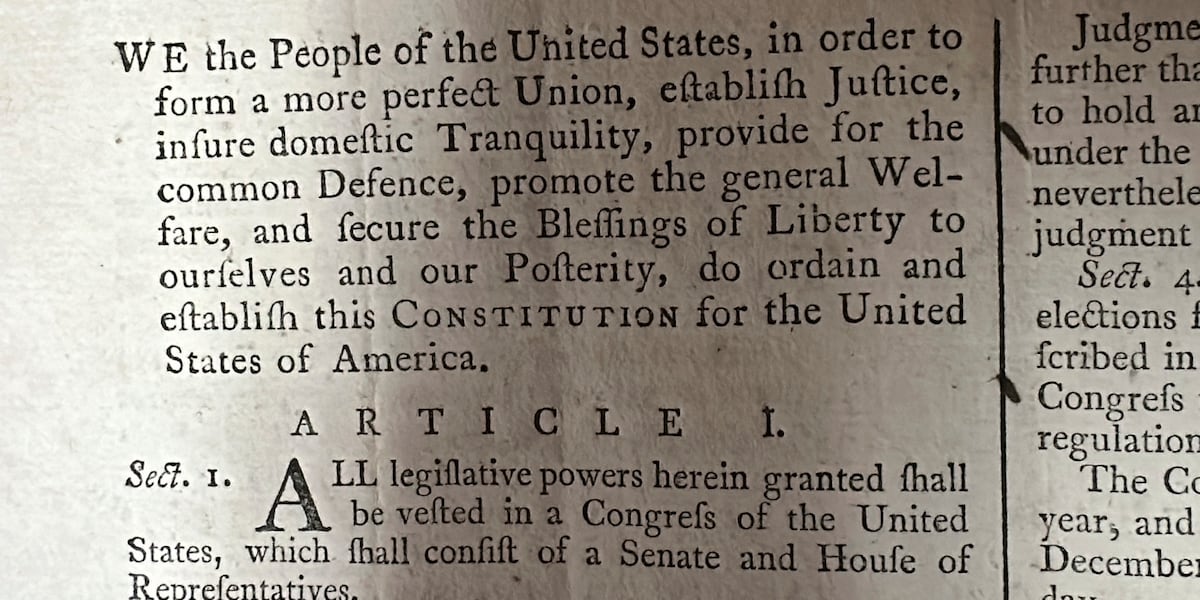 WE the People of the United States, in order to
form a more perfect Union, eſtabliſh Juſtice,
inſure domeſtic Tranquility, provide for the
common Defence, promote the general Wel-
fare, and ſecure the Bleſſings of Liberty to
ourſelves and our Poſterity, do ordain and
eſtabliſh this CONSTITUTION for the United
States of America.
ARTICLE I.
Sect. 1. ALL legiſlative powers herein granted ſhall
be veſted in a Congreſs of the United
States, which ſhall conſiſt of a Senate and Houſe of
Repreſentatives.
Judgme
further tha
to hold an
under the
neverthele
judgment
Sect. 4.
elections
ſcribed in
Congreſs
regulation
The Co
year, and
December